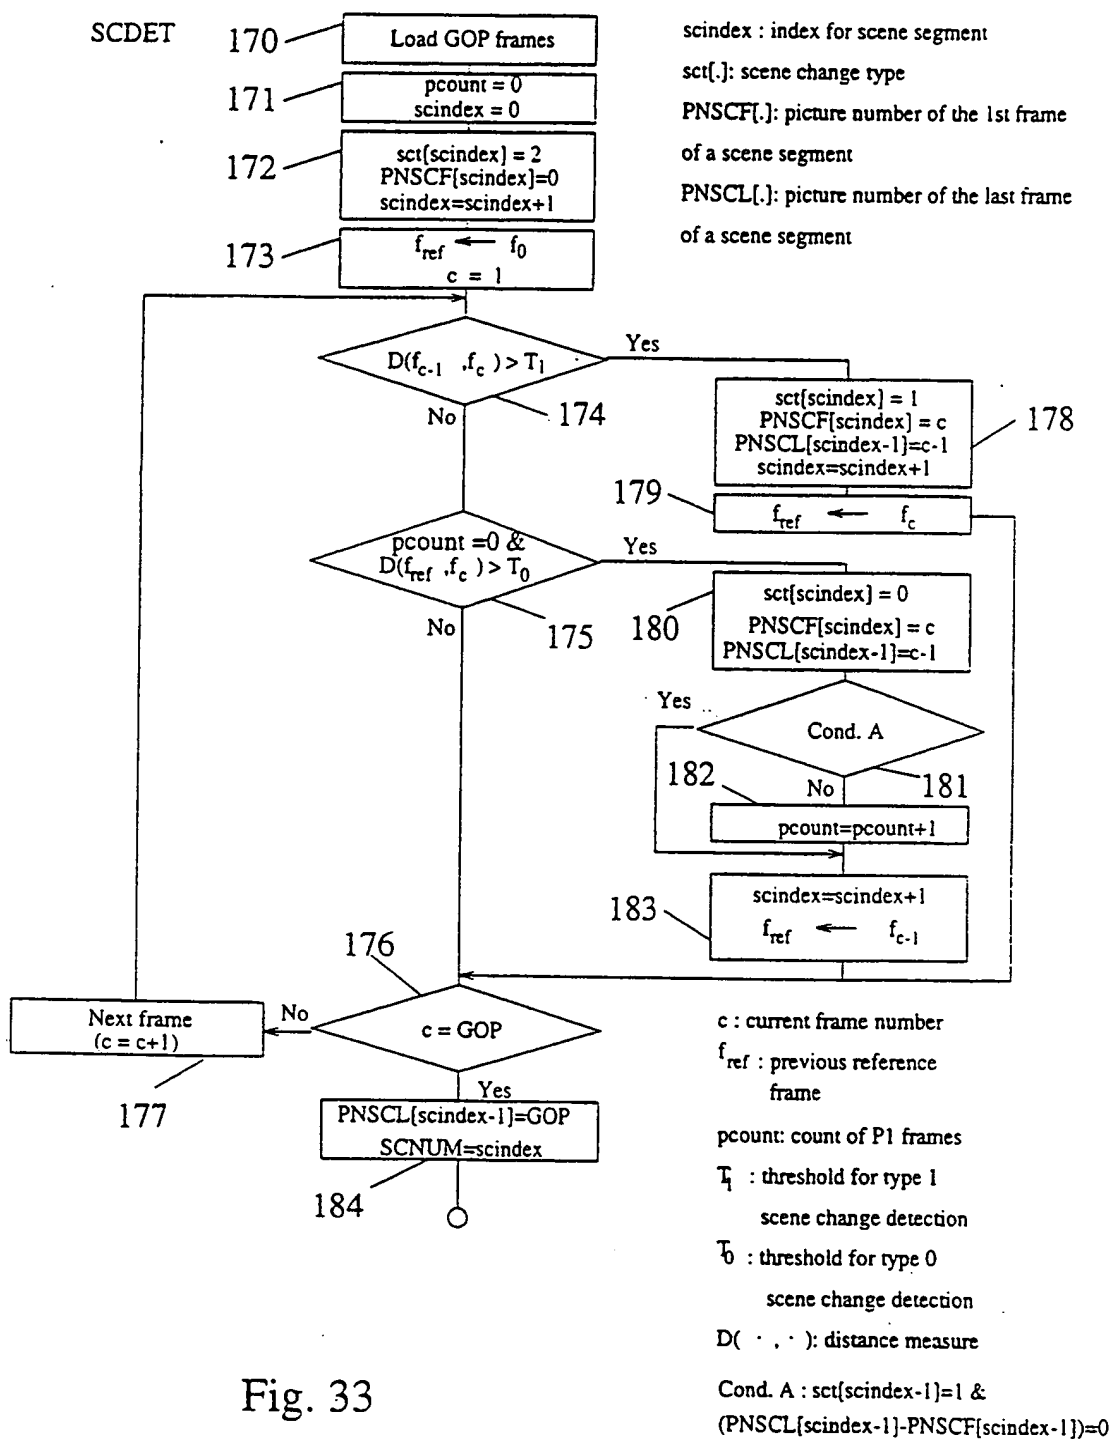 SCDET
170
Load GOP frames
171
pcount = 0
scindex = 0
172
sct[scindex] = 2
PNSCF[scindex]=0
scindex=scindex+1
173
f_ref ← f_0
c = 1
scindex : index for scene segment
sct[.]: scene change type
PNSCF[.]: picture number of the 1st frame
of a scene segment
PNSCL[.]: picture number of the last frame
of a scene segment
D(f_c-1 ,f_c ) > T_1
Yes
No
174
sct[scindex] = 1
PNSCF[scindex] = c
PNSCL[scindex-1]=c-1
scindex=scindex+1
178
179
f_ref ← f_c
pcount =0 &
D(f_ref ,f_c ) > T_0
Yes
No
175
180
sct[scindex] = 0
PNSCF[scindex] = c
PNSCL[scindex-1]=c-1
Yes
Cond. A
181
No
182
pcount=pcount+1
183
scindex=scindex+1
f_ref ← f_c-1
176
c = GOP
No
Next frame
(c = c+1)
177
Yes
PNSCL[scindex-1]=GOP
SCNUM=scindex
184
c : current frame number
f_ref : previous reference
frame
pcount: count of P1 frames
T_1 : threshold for type 1
scene change detection
T_0 : threshold for type 0
scene change detection
D( · , · ): distance measure
Cond. A : sct[scindex-1]=1 &
(PNSCL[scindex-1]-PNSCF[scindex-1])=0
Fig. 33